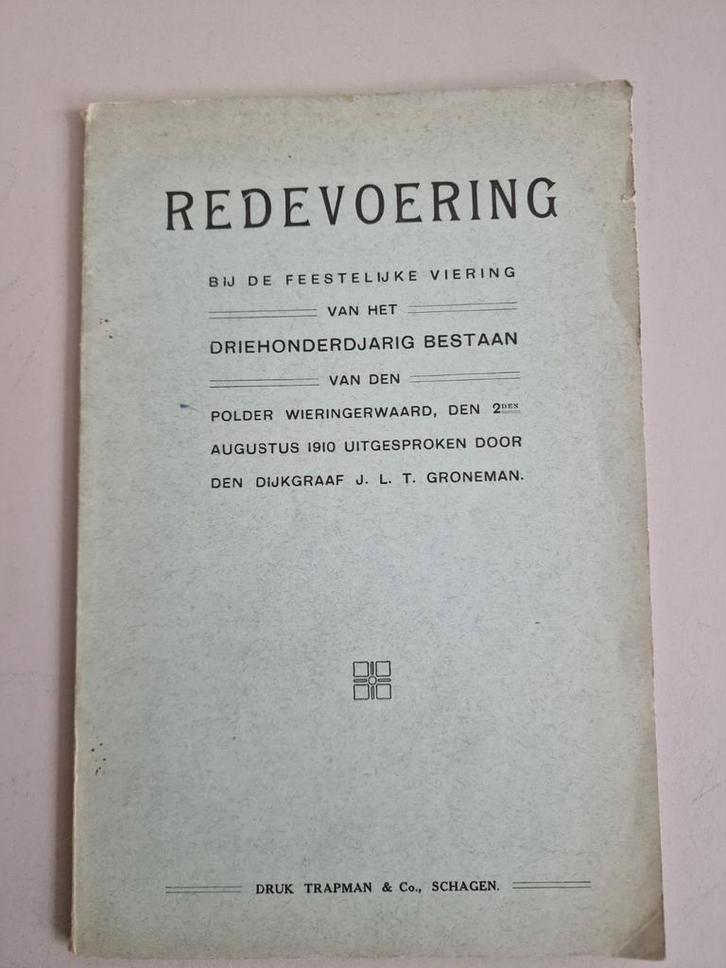 REDEVOERING
BIJ DE FEESTELIJKE VIERING
VAN HET
DRIEHONDERDJARIG BESTAAN
VAN DEN
POLDER WIERINGERWAARD, DEN 2DEN
AUGUSTUS 1910 UITGESPROKEN DOOR
DEN DIJKGRAAF J. L. T. GRONEMAN.
DRUK TRAPMAN & Co., SCHAGEN.